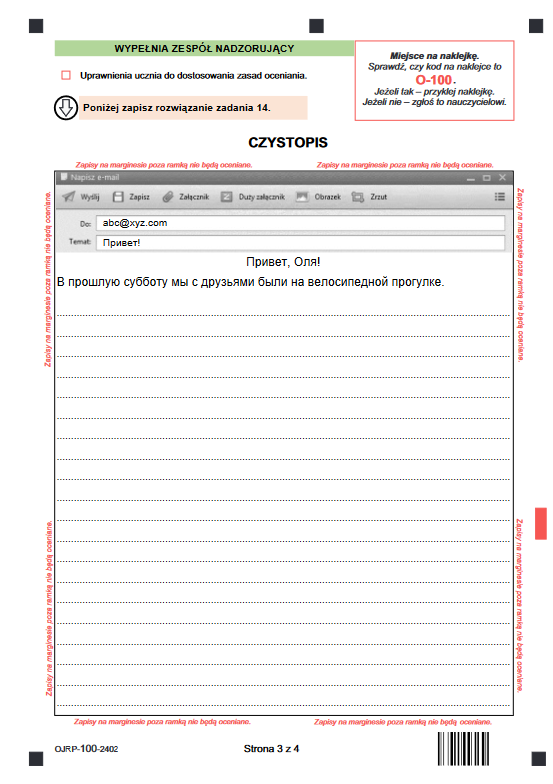 WYPEŁNIA ZESPÓŁ NADZORUJĄCY
Uprawnienia ucznia do dostosowania zasad oceniania.
Poniżej zapisz rozwiązanie zadania 14.
Miejsce na naklejkę.
Sprawdź, czy kod na naklejce to
O-100.
Jeżeli tak – przyklej naklejkę.
Jeżeli nie – zgłoś to nauczycielowi.
CZYSTOPIS
Zapisy na marginesie poza ramką nie będą oceniane.
Zapisy na marginesie poza ramką nie będą oceniane.
Napisz e-mail
Wyślij
Zapisz
Załącznik
Duży załącznik
Obrazek
Zrzut
Do: abc@xyz.com
Temat: Привет!
Привет, Оля!
В прошлую субботу мы с друзьями были на велосипедной прогулке.
Zapisy na marginesie poza ramką nie będą oceniane.
Zapisy na marginesie poza ramką nie będą oceniane.
Zapisy na marginesie poza ramką nie będą oceniane.
Zapisy na marginesie poza ramką nie będą oceniane.
Zapisy na marginesie poza ramką nie będą oceniane.
Zapisy na marginesie poza ramką nie będą oceniane.
OJRP-100-2402
Strona 3 z 4